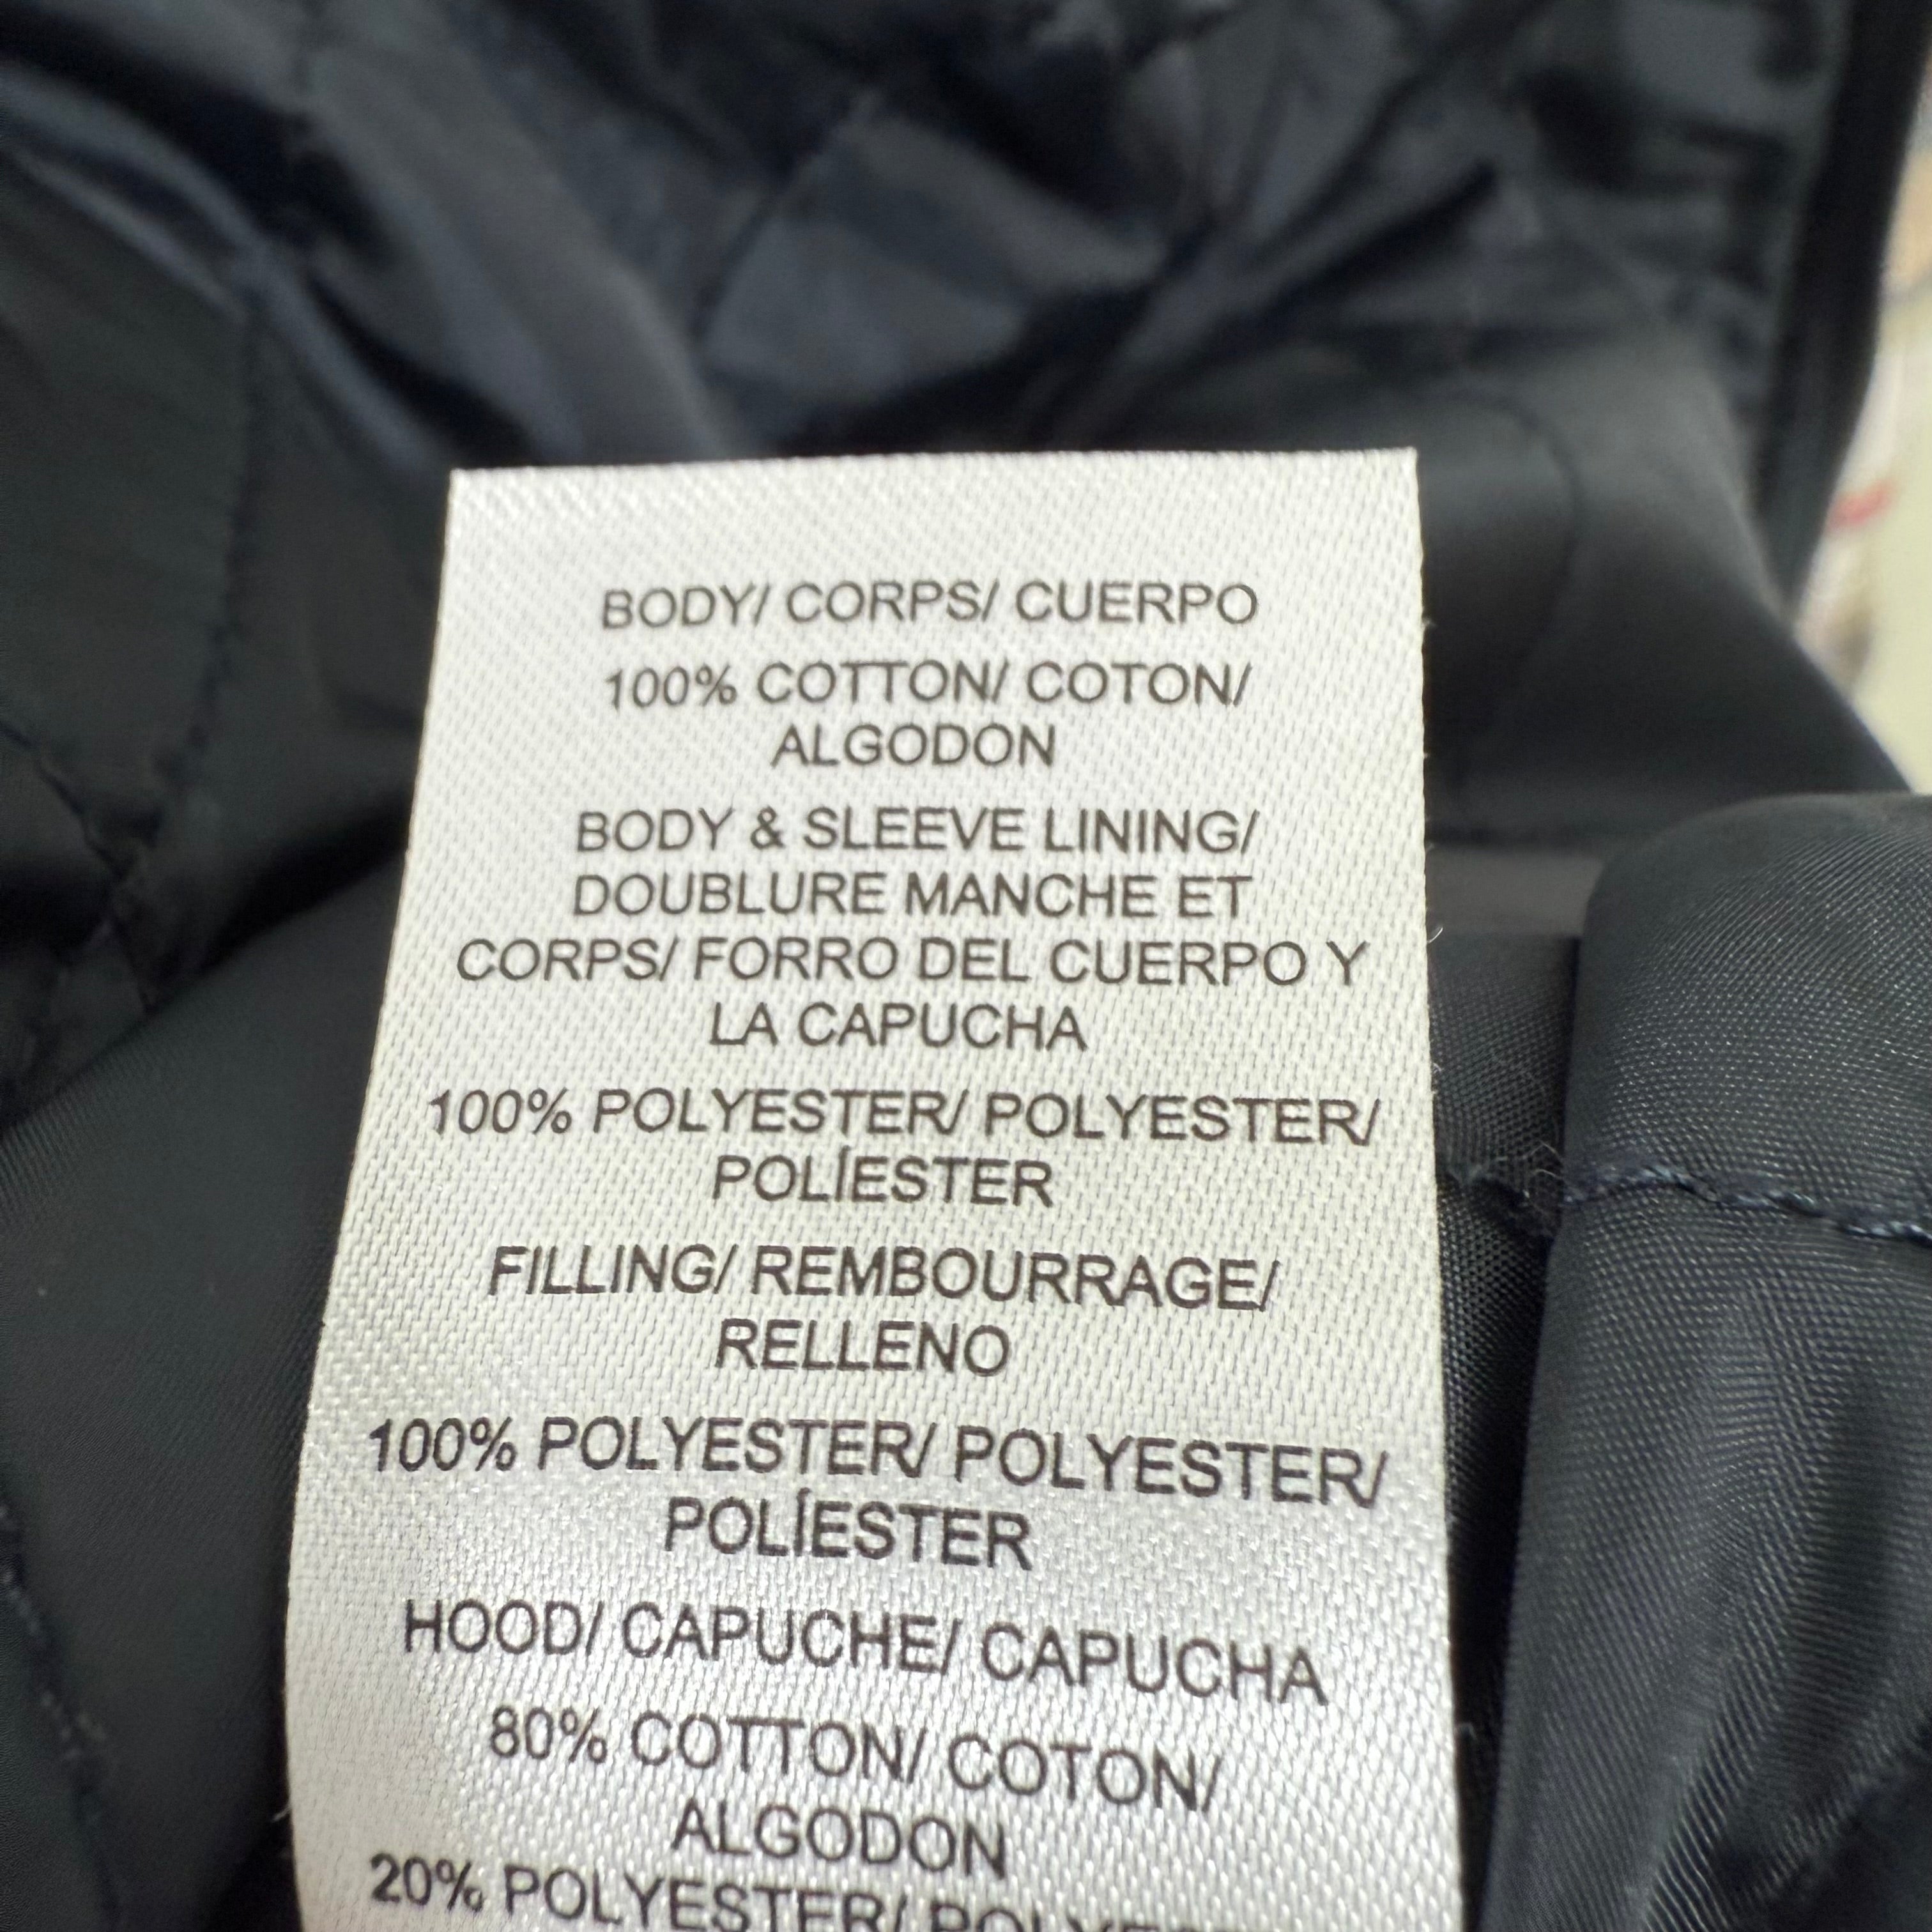 BODY/ CORPS/ CUERPO
100% COTTON/ COTON/
ALGODON
BODY & SLEEVE LINING/
DOUBLURE MANCHE ET
CORPS/ FORRO DEL CUERPO Y
LA CAPUCHA
100% POLYESTER/ POLYESTER/
POLÍESTER
FILLING/ REMBOURRAGE/
RELLENO
100% POLYESTER/ POLYESTER/
POLÍESTER
HOOD/ CAPUCHE/ CAPUCHA
80% COTTON/ COTON/
ALGODON
20% POLYESTER/